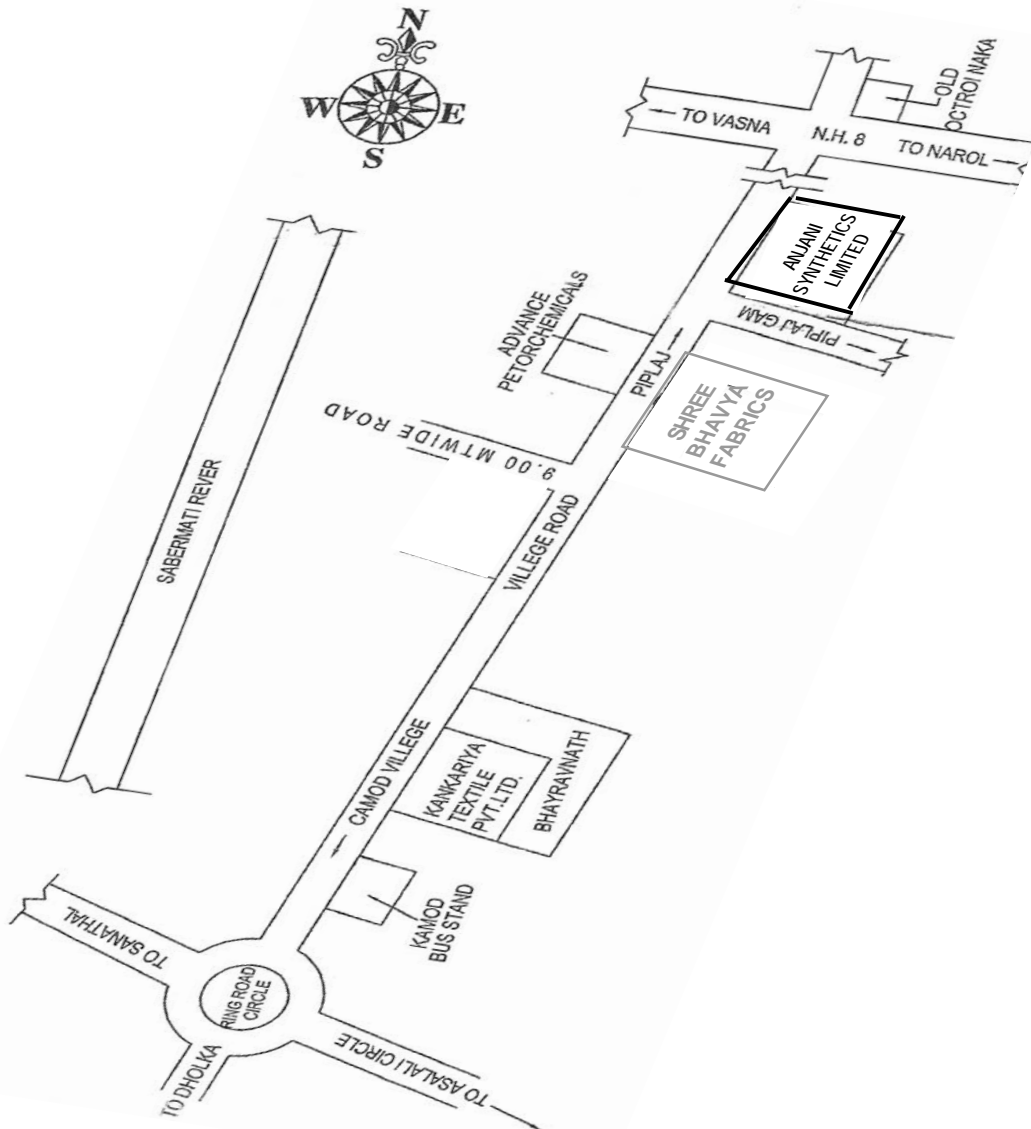 N
W
E
S
OLD
OCTROI NAKA
TO VASNA
N.H. 8
TO NAROL
ANJANI
SYNTHETICS
LIMITED
PIPLAJ GAM
ADVANCE
PETORCHEMICALS
PIPLAJ
SHREE
BHAVYA
FABRICS
9.00 MTWIDE ROAD
SABERMATI REVER
VILLEGE ROAD
CAMOD VILLEGE
KANKARIYA
TEXTILE
PVT.LTD.
BHAYRAVNATH
KAMOD
BUS STAND
TO SANATHAL
RING ROAD
CIRCLE
TO DHOLKA
TO ASALALI CIRCLE